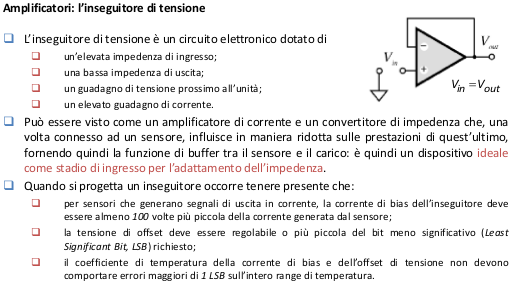 Amplificatori: l'inseguitore di tensione
L'inseguitore di tensione è un circuito elettronico dotato di
un'elevata impedenza di ingresso;
una bassa impedenza di uscita;
un guadagno di tensione prossimo all'unità;
un elevato guadagno di corrente.
V in
V out
Vin =Vout
Può essere visto come un amplificatore di corrente e un convertitore di impedenza che, una
volta connesso ad un sensore, influisce in maniera ridotta sulle prestazioni di quest'ultimo,
fornendo quindi la funzione di buffer tra il sensore e il carico: è quindi un dispositivo ideale
come stadio di ingresso per l'adattamento dell'impedenza.
Quando si progetta un inseguitore occorre tenere presente che:
per sensori che generano segnali di uscita in corrente, la corrente di bias dell'inseguitore deve
essere almeno 100 volte più piccola della corrente generata dal sensore;
la tensione di offset deve essere regolabile o più piccola del bit meno significativo (Least
Significant Bit, LSB) richiesto;
il coefficiente di temperatura della corrente di bias e dell'offset di tensione non devono
comportare errori maggiori di 1 LSB sull'intero range di temperatura.